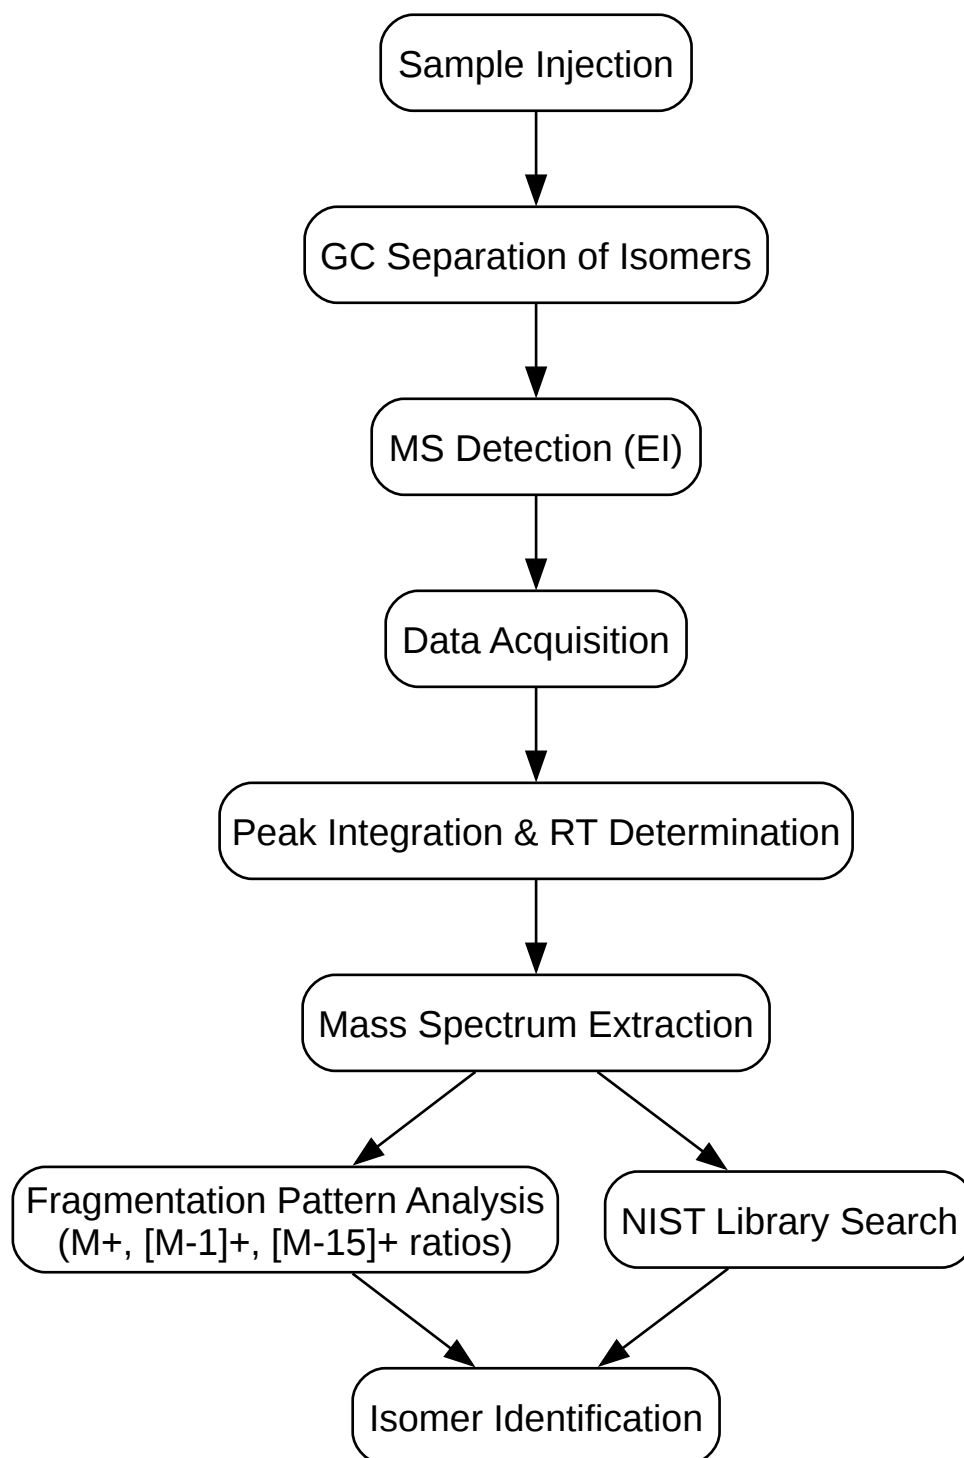 Sample Injection
GC Separation of Isomers
MS Detection (EI)
Data Acquisition
Peak Integration & RT Determination
Mass Spectrum Extraction
Fragmentation Pattern Analysis
(M+, [M-1]+, [M-15]+ ratios)
NIST Library Search
Isomer Identification